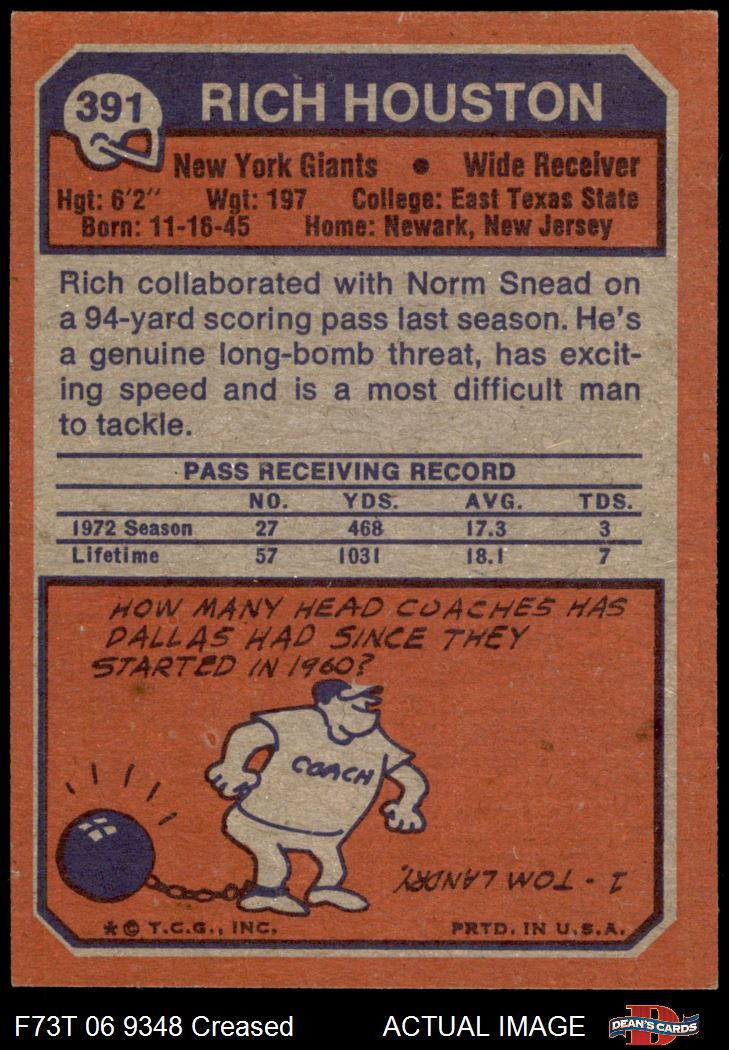 391 RICH HOUSTON
New York Giants ● Wide Receiver
Hgt: 6'2'' Wgt: 197 College: East Texas State
Born: 11-16-45 Home: Newark, New Jersey
Rich collaborated with Norm Snead on
a 94-yard scoring pass last season. He's
a genuine long-bomb threat, has excit-
ing speed and is a most difficult man
to tackle.
PASS RECEIVING RECORD
NO. YDS. AVG. TDS.
1972 Season 27 468 17.3 3
Lifetime 57 1031 18.1 7
HOW MANY HEAD COACHES HAS
DALLAS HAD SINCE THEY
STARTED IN 1960?
COACH
1 - TOM LANDRY.
* © T.C.G., INC. PRTD. IN U.S.A.
F73T 06 9348 Creased ACTUAL IMAGE D DEAN'S CARDS